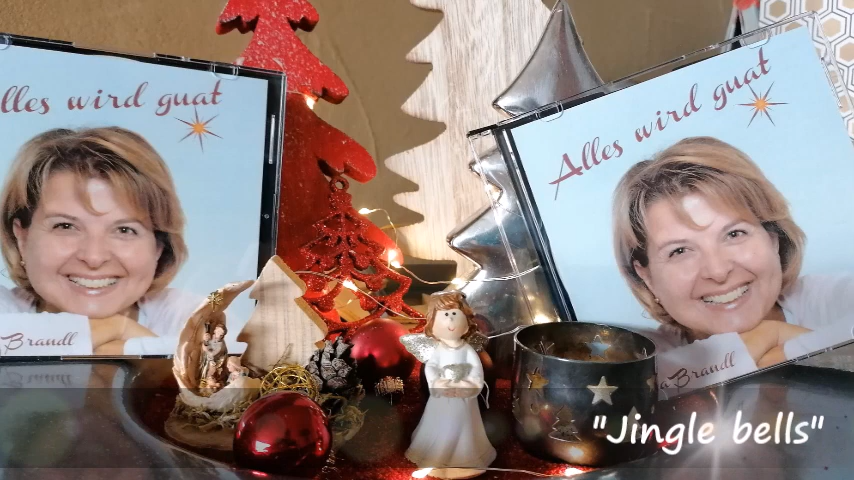 lles wird guat
Brandl
Alles wird guat
a Brandl
"Jingle bells"